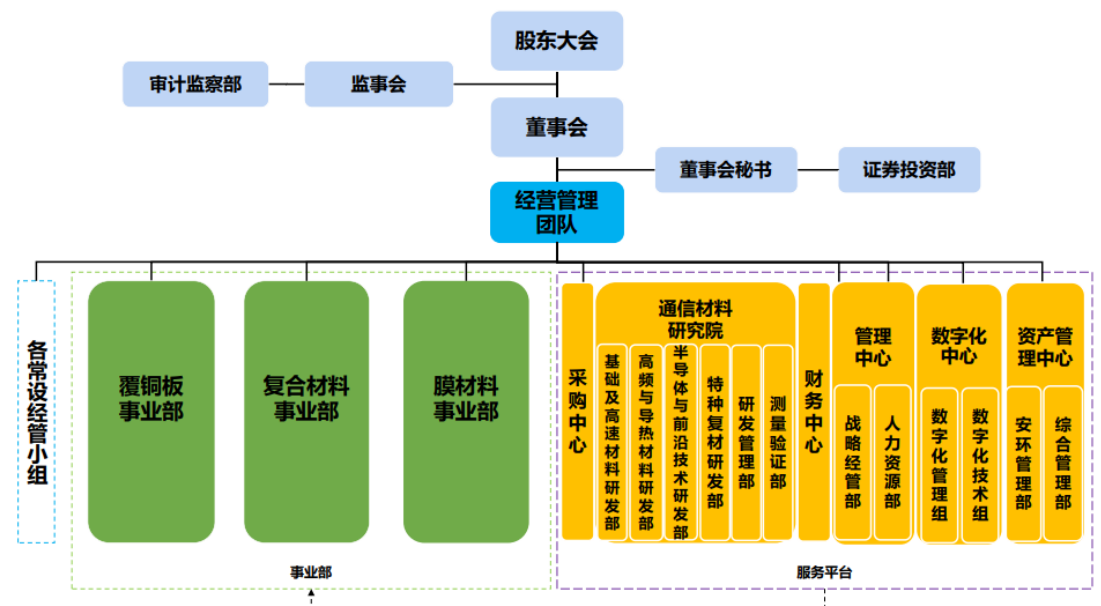 股东大会
审计监察部
监事会
董事会
董事会秘书
证券投资部
经营管理
团队
各常设经管小组
覆铜板
事业部
复合材料
事业部
膜材料
事业部
事业部
采购中心
通信材料
研究院
基础及高速材料研发部
高频与导热材料研发部
半导体与前沿技术研发部
特种复材研发部
研发管理部
测量验证部
财务中心
管理
中心
战略经管部
人力资源部
数字化
中心
数字化管理组
数字化技术组
资产管
理中心
安环管理部
综合管理部
服务平台